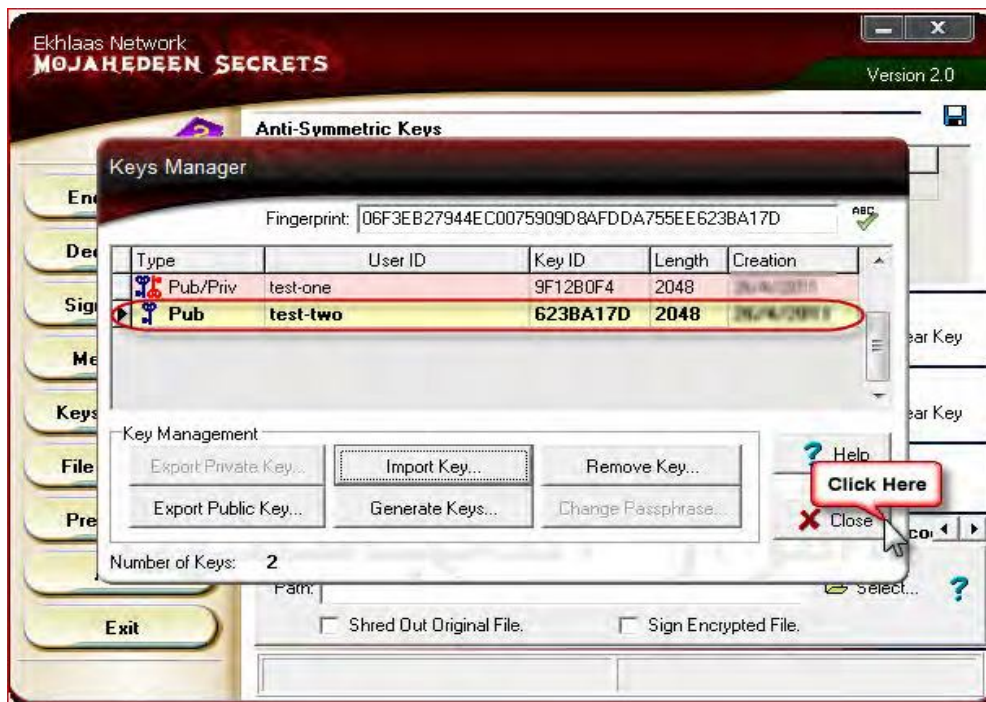 Ekhlaas Network
MOJAHEDEEN SECRETS
Version 2.0
Anti-Symmetric Keys
Keys Manager
Fingerprint: 06F3EB27944EC0075909D8AFDDA755EE623BA17D
ABC
Type User ID Key ID Length Creation
Pub/Priv test-one 9F12B0F4 2048
Pub test-two 623BA17D 2048
ear Key
Keys
ear Key
Key Management
File
Export Private Key... Import Key... Remove Key... Help
Click Here
Export Public Key... Generate Keys... Change Passphrase... Close
Number of Keys: 2
Path: Select...
Exit
Shred Out Original File. Sign Encrypted File.